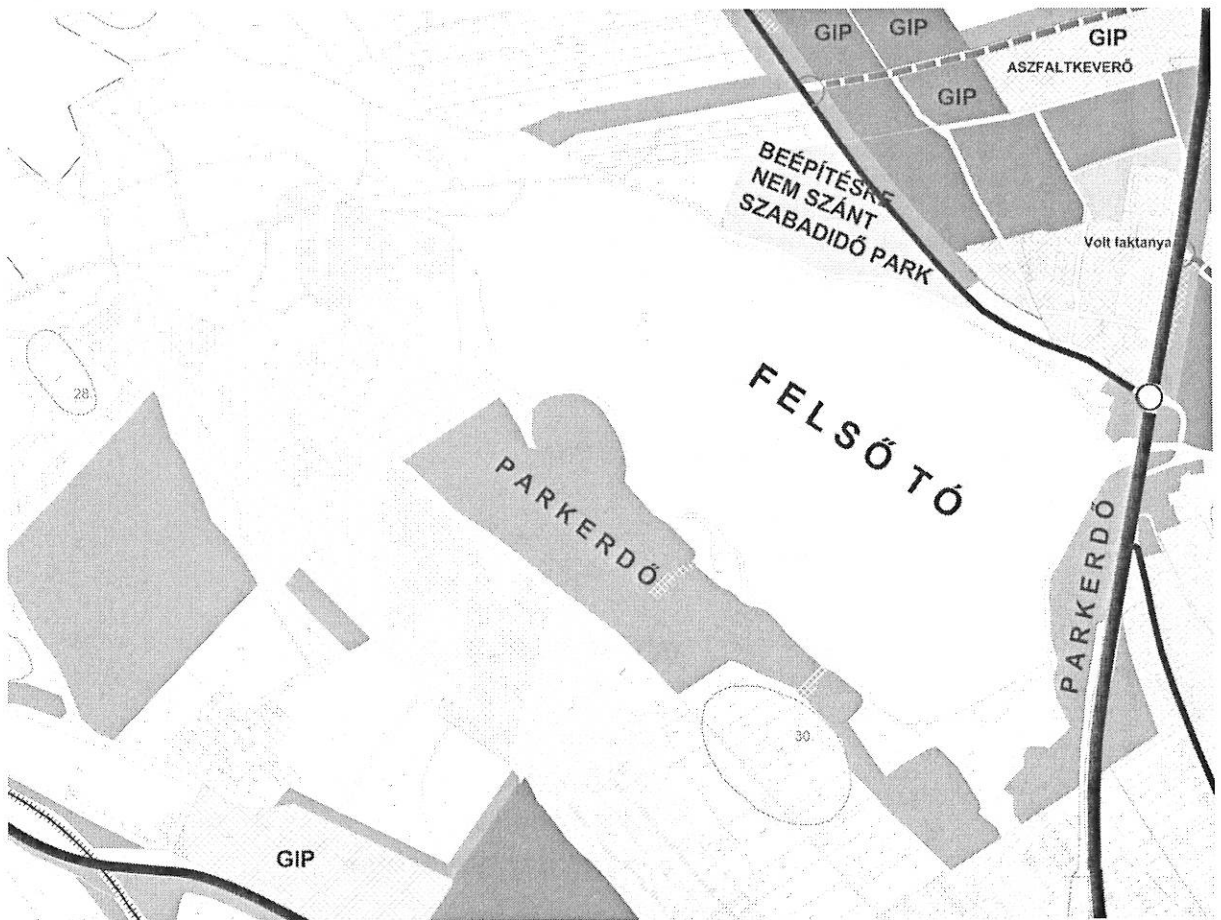 GIP
GIP
GIP
ASZFALTKEVERŐ
GIP
BEÉPÍTÉSRE
NEM SZÁNT
SZABADIDŐ PARK
Volt laktanya
FELSŐ TÓ
28
PARKERDŐ
PARKERDŐ
30
GIP